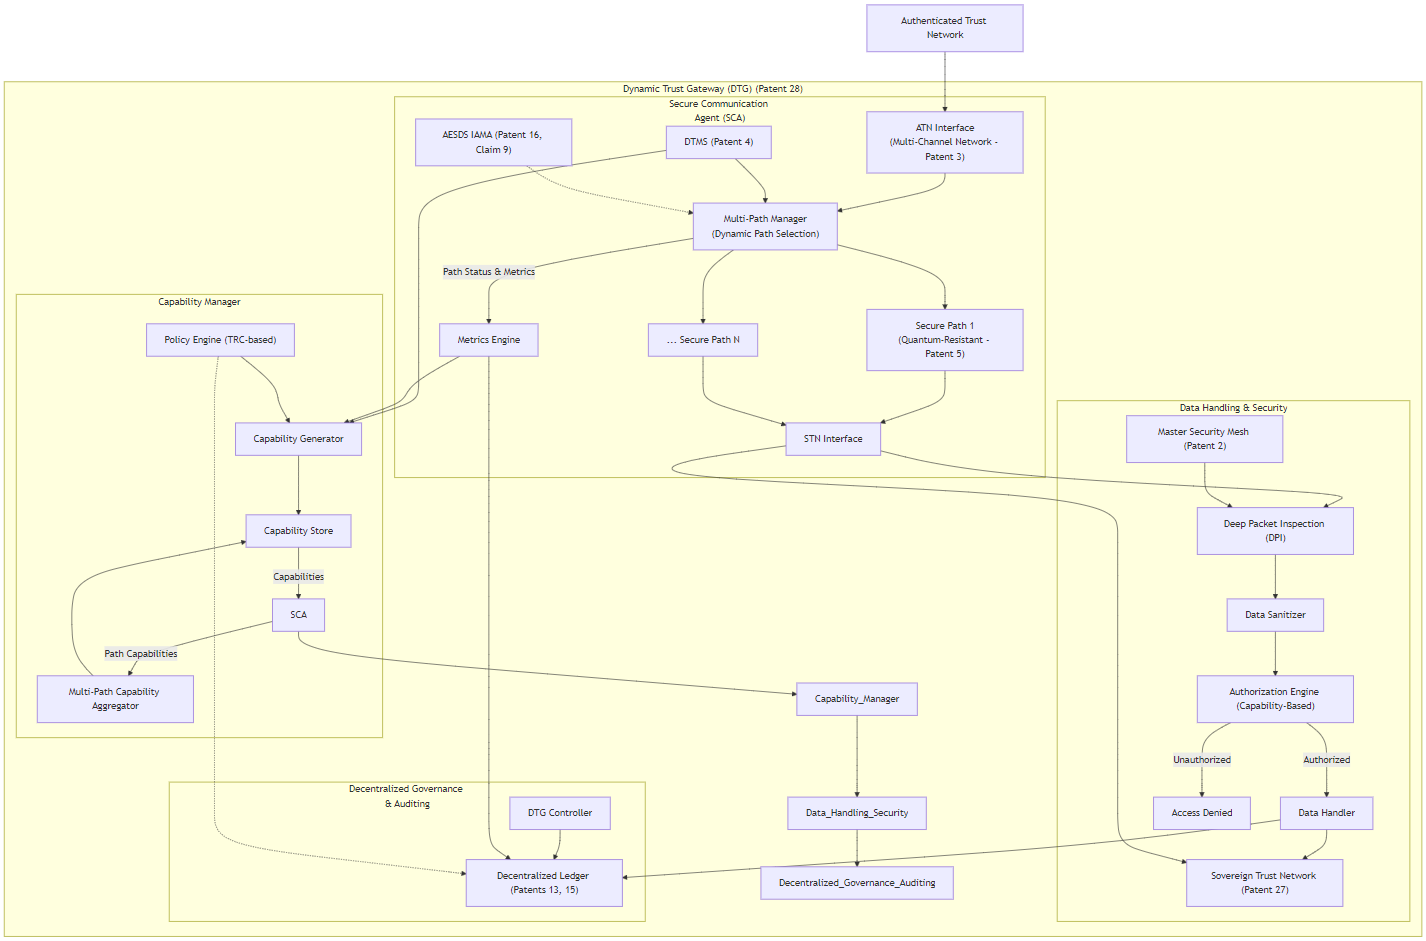 Authenticated Trust
Network
Dynamic Trust Gateway (DTG) (Patent 28)
Secure Communication
Agent (SCA)
AESDS IAMA (Patent 16,
Claim 9)
DTMS (Patent 4)
ATN Interface
(Multi-Channel Network -
Patent 3)
Multi-Path Manager
(Dynamic Path Selection)
Path Status & Metrics
Capability Manager
Policy Engine (TRC-based)
Metrics Engine
... Secure Path N
Secure Path 1
(Quantum-Resistant -
Patent 5)
Data Handling & Security
Capability Generator
STN Interface
Master Security Mesh
(Patent 2)
Capability Store
Deep Packet Inspection
(DPI)
Capabilities
SCA
Data Sanitizer
Path Capabilities
Multi-Path Capability
Aggregator
Capability_Manager
Authorization Engine
(Capability-Based)
Unauthorized
Authorized
Decentralized Governance
& Auditing
DTG Controller
Data_Handling_Security
Access Denied
Data Handler
Decentralized Ledger
(Patents 13, 15)
Decentralized_Governance_Auditing
Sovereign Trust Network
(Patent 27)